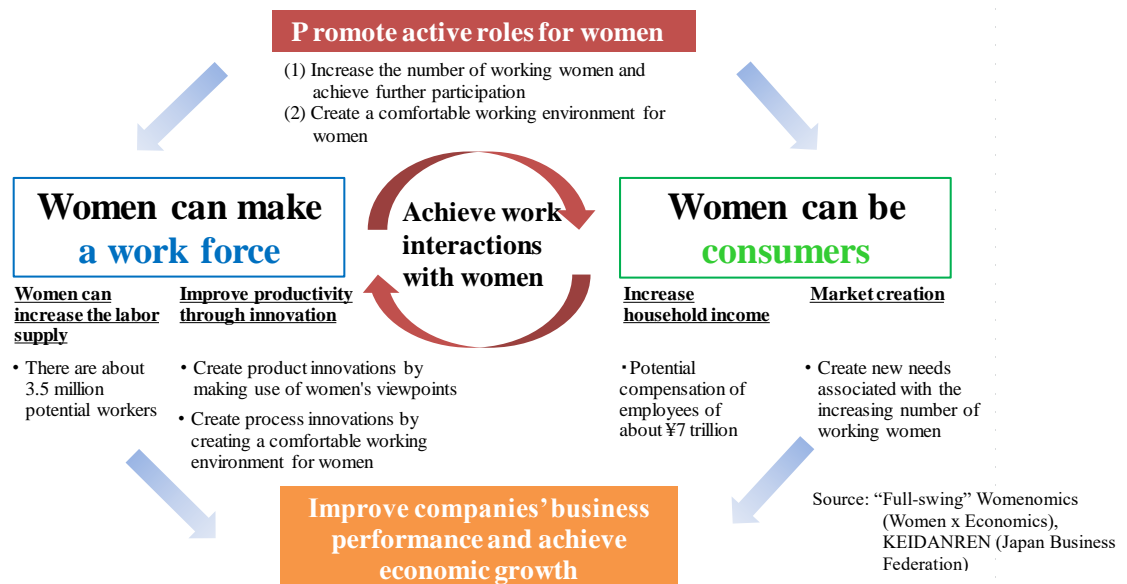 Promote active roles for women
(1) Increase the number of working women and
achieve further participation
(2) Create a comfortable working environment for
women
Women can make
a work force
Achieve work
interactions
with women
Women can be
consumers
Women can
increase the labor
supply
• There are about
3.5 million
potential workers
Improve productivity
through innovation
• Create product innovations by
making use of women's viewpoints
• Create process innovations by
creating a comfortable working
environment for women
Increase
household income
・Potential
compensation of
employees of
about ¥7 trillion
Market creation
• Create new needs
associated with the
increasing number of
working women
Improve companies’ business
performance and achieve
economic growth
Source: “Full-swing” Womenomics
(Women x Economics),
KEIDANREN (Japan Business
Federation)